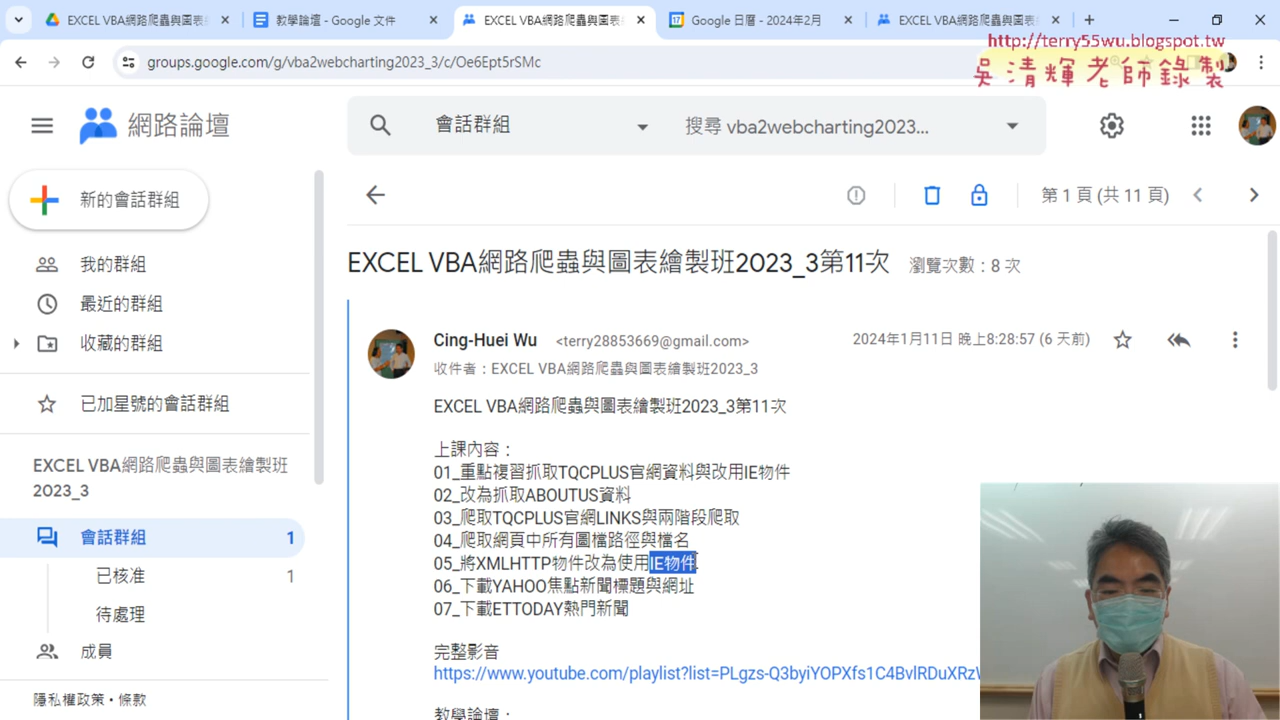 EXCEL VBA網路爬蟲與圖表
教學論壇 - Google 文件
EXCEL VBA網路爬蟲與圖表
Google 日曆 - 2024年2月
EXCEL VBA網路爬蟲與圖表
http://terry55wu.blogspot.tw
吳清輝老師錄製
groups.google.com/g/vba2webcharting2023_3/c/Oe6Ept5rSMc
網路論壇
會話群組
搜尋 vba2webcharting2023...
新的會話群組
第 1 頁 (共 11 頁)
我的群組
最近的群組
收藏的群組
已加星號的會話群組
EXCEL VBA網路爬蟲與圖表繪製班
2023_3
會話群組
1
已核准
1
待處理
成員
隱私權政策 • 條款
EXCEL VBA網路爬蟲與圖表繪製班2023_3第11次
瀏覽次數：8 次
Cing-Huei Wu <terry28853669@gmail.com>
2024年1月11日 晚上8:28:57 (6 天前)
收件者：EXCEL VBA網路爬蟲與圖表繪製班2023_3
EXCEL VBA網路爬蟲與圖表繪製班2023_3第11次
上課內容：
01_重點複習抓取TQCPLUS官網資料與改用IE物件
02_改為抓取ABOUTUS資料
03_爬取TQCPLUS官網LINKS與兩階段爬取
04_爬取網頁中所有圖檔路徑與檔名
05_將XMLHTTP物件改為使用IE物件
06_下載YAHOO焦點新聞標題與網址
07_下載ETTODAY熱門新聞
完整影音
https://www.youtube.com/playlist?list=PLgzs-Q3byiYOPXfs1C4BvlRDuXRz
教學論壇：